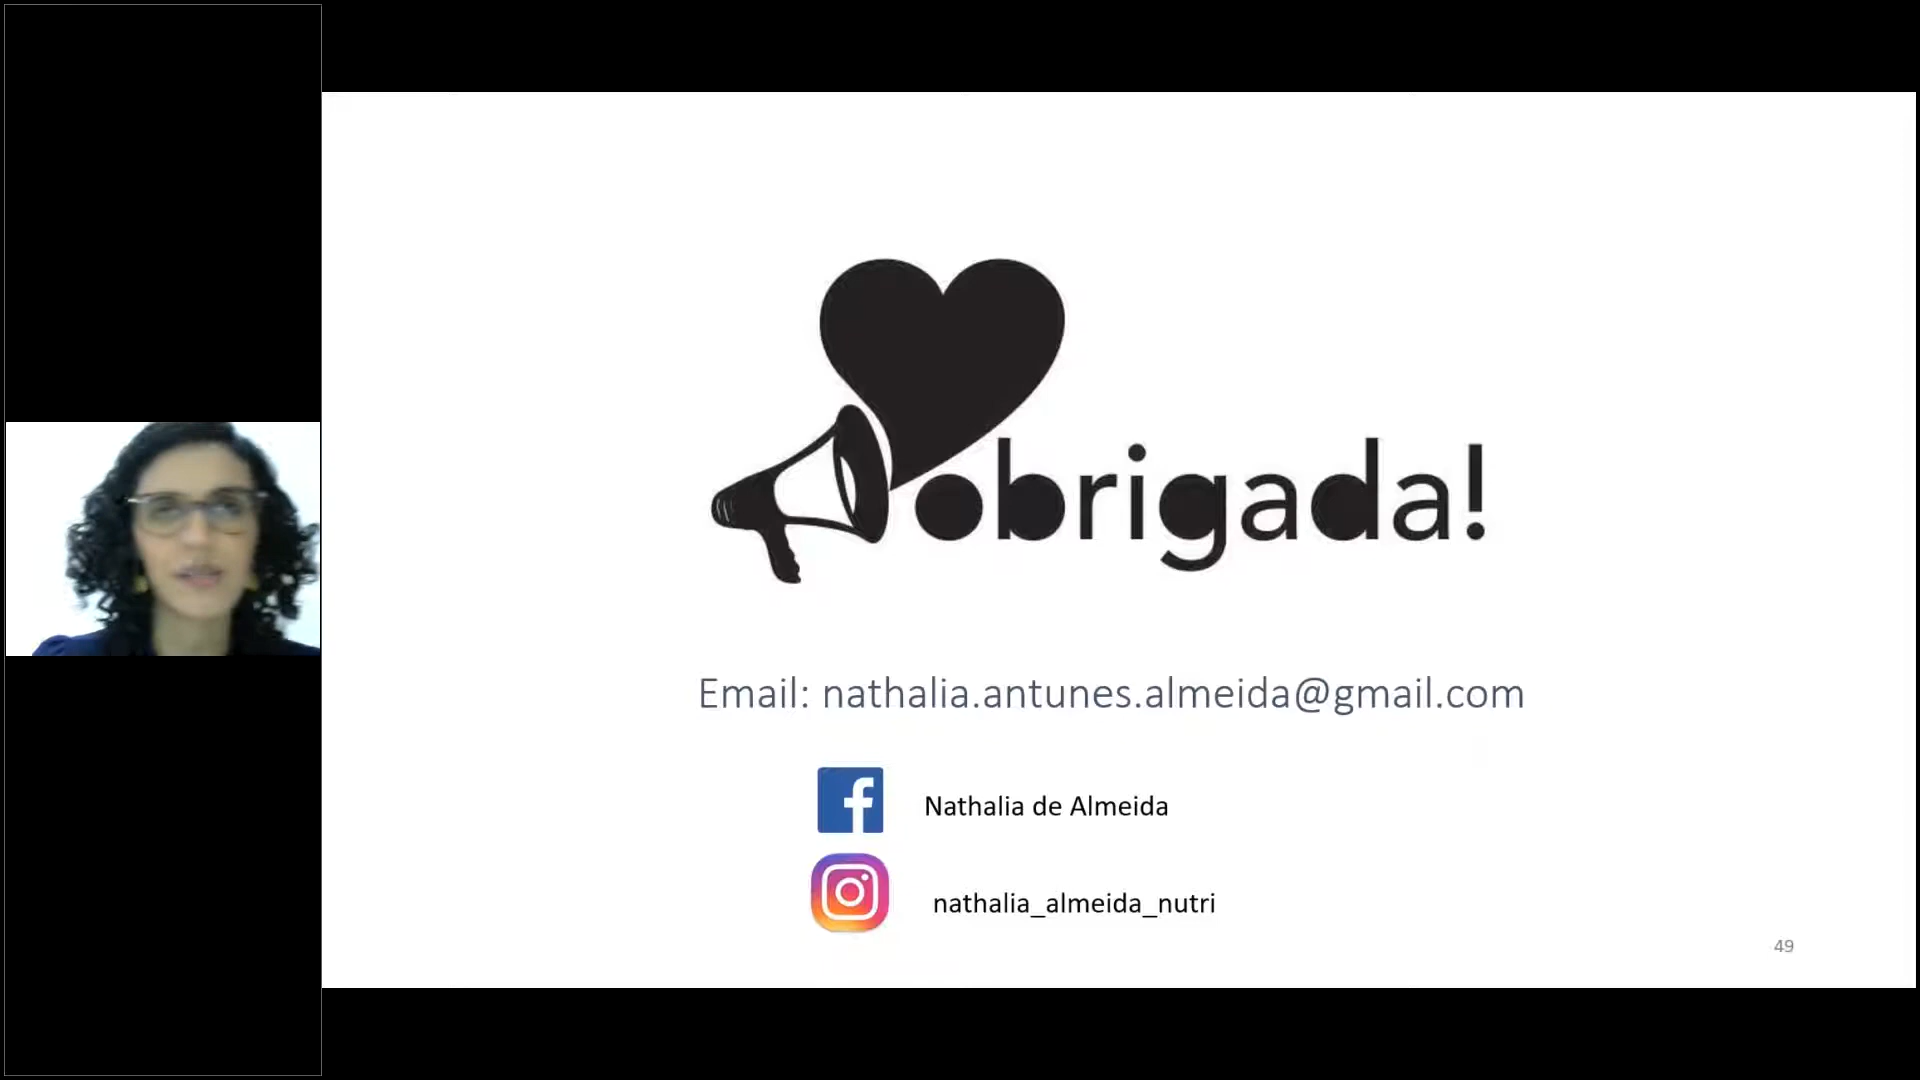 obrigada!
Email: nathalia.antunes.almeida@gmail.com
Nathalia de Almeida
nathalia_almeida_nutri
49